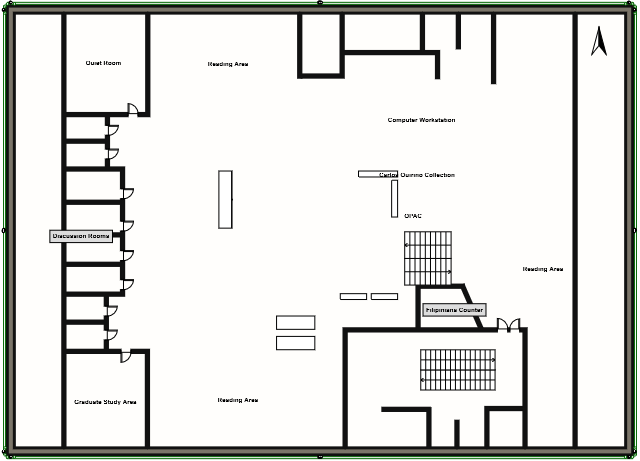 Quiet Room
Reading Area
Computer Workstation
Carlos Quirino Collection
OPAC
Discussion Rooms
Reading Area
Filipiniana Counter
Graduate Study Area
Reading Area